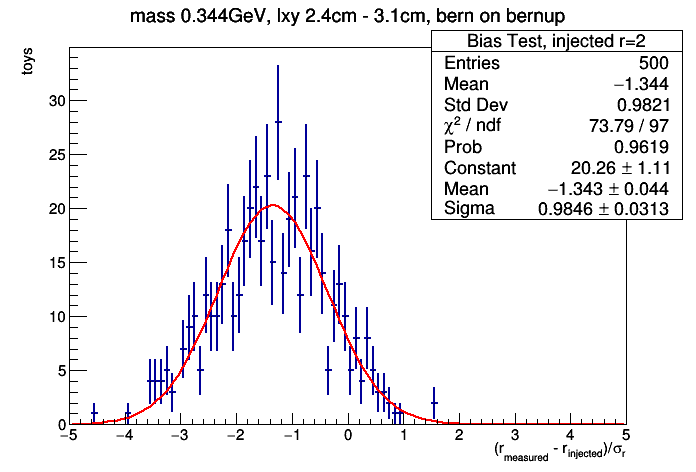 mass 0.344GeV, lxy 2.4cm - 3.1cm, bern on bernup
Bias Test, injected r=2
Entries 500
Mean −1.344
Std Dev 0.9821
χ² / ndf 73.79 / 97
Prob 0.9619
Constant 20.26 ± 1.11
Mean −1.343 ± 0.044
Sigma 0.9846 ± 0.0313
toys
30
25
20
15
10
5
0
−5 −4 −3 −2 −1 0 1 2 3 4 5
(r_measured - r_injected)/σ_r